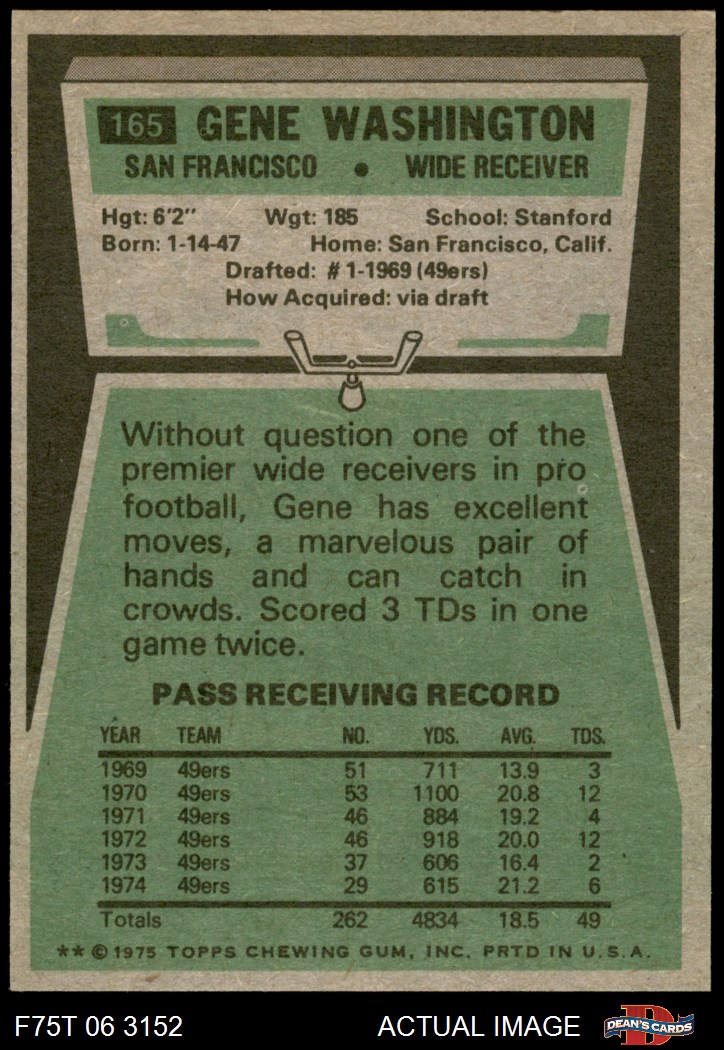 165 GENE WASHINGTON
SAN FRANCISCO • WIDE RECEIVER
Hgt: 6'2" Wgt: 185 School: Stanford
Born: 1-14-47 Home: San Francisco, Calif.
Drafted: #1-1969 (49ers)
How Acquired: via draft
Without question one of the
premier wide receivers in pro
football, Gene has excellent
moves, a marvelous pair of
hands and can catch in
crowds. Scored 3 TDs in one
game twice.
PASS RECEIVING RECORD
YEAR TEAM NO. YDS. AVG. TDS.
1969 49ers 51 711 13.9 3
1970 49ers 53 1100 20.8 12
1971 49ers 46 884 19.2 4
1972 49ers 46 918 20.0 12
1973 49ers 37 606 16.4 2
1974 49ers 29 615 21.2 6
Totals 262 4834 18.5 49
** © 1975 TOPPS CHEWING GUM, INC. PRTD IN U.S.A.
F75T 06 3152 ACTUAL IMAGE D DEAN'S CARDS